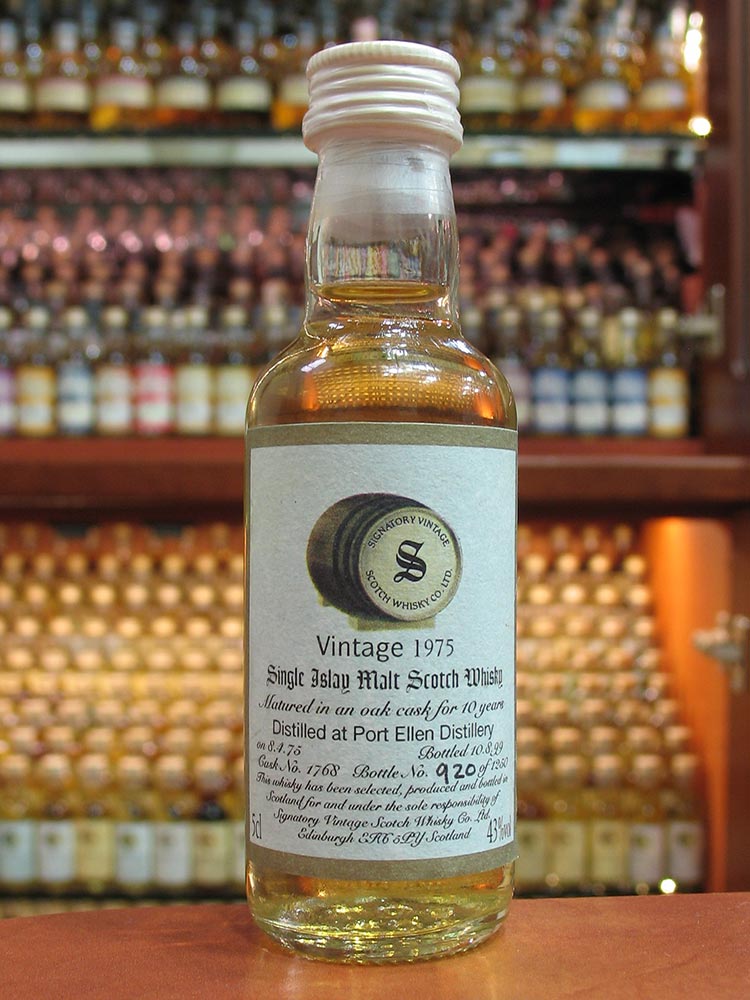 SIGNATORY VINTAGE
S
SCOTCH WHISKY CO. LTD.
Vintage 1975
Single Islay Malt Scotch Whisky
Matured in an oak cask for 10 years
Distilled at Port Ellen Distillery
on 8.4.75 Bottled 10.8.99
Cask No. 1768 Bottle No. 920 of 1250
This whisky has been selected, produced and bottled in
Scotland for and under the sole responsibility of
Signatory Vintage Scotch Whisky Co. Ltd.
5cl Edinburgh EH6 5PY Scotland 43%vol